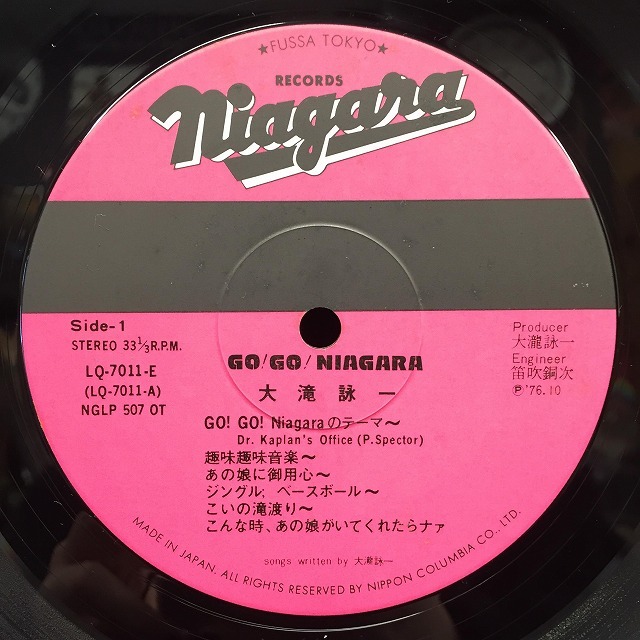 ★FUSSA TOKYO★
RECORDS
Niagara
Side-1
STEREO 33⅓R.P.M.
LQ-7011-E
(LQ-7011-A)
NGLP 507 OT
Producer
大瀧詠一
Engineer
笛吹銅次
Ⓟ'76.10
GO! GO! NIAGARA
大滝詠一
GO! GO! Niagaraのテーマ〜
Dr. Kaplan's Office (P.Spector)
趣味趣味音楽〜
あの娘に御用心〜
ジングル; ベースボール〜
こいの滝渡り〜
こんな時、あの娘がいてくれたらナァ
songs written by 大瀧詠一
MADE IN JAPAN. ALL RIGHTS RESERVED BY NIPPON COLUMBIA CO., LTD.